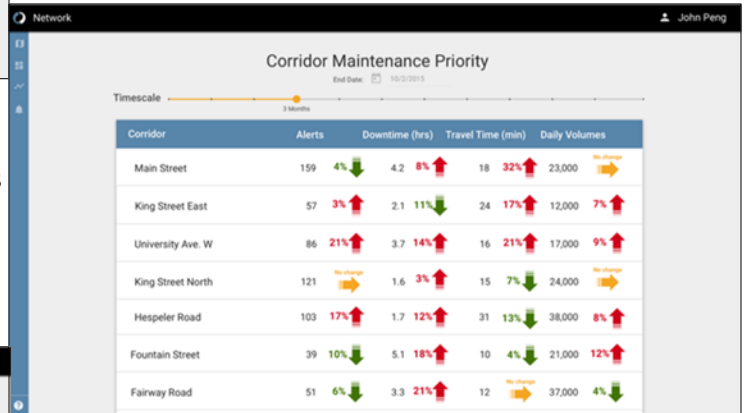 Network John Peng
Corridor Maintenance Priority
End Date: 10/2/2015
Timescale
3 Months
Corridor Alerts Downtime (hrs) Travel Time (min) Daily Volumes
Main Street 159 4% 4.2 8% 18 32% 23,000 No change
King Street East 57 3% 2.1 11% 24 17% 12,000 7%
University Ave. W 86 21% 3.7 14% 16 21% 17,000 9%
King Street North 121 No change 1.6 3% 15 7% 24,000 No change
Hespeler Road 103 17% 1.7 12% 31 13% 38,000 8%
Fountain Street 39 10% 5.1 18% 10 4% 21,000 12%
Fairway Road 51 6% 3.3 21% 12 No change 37,000 4%